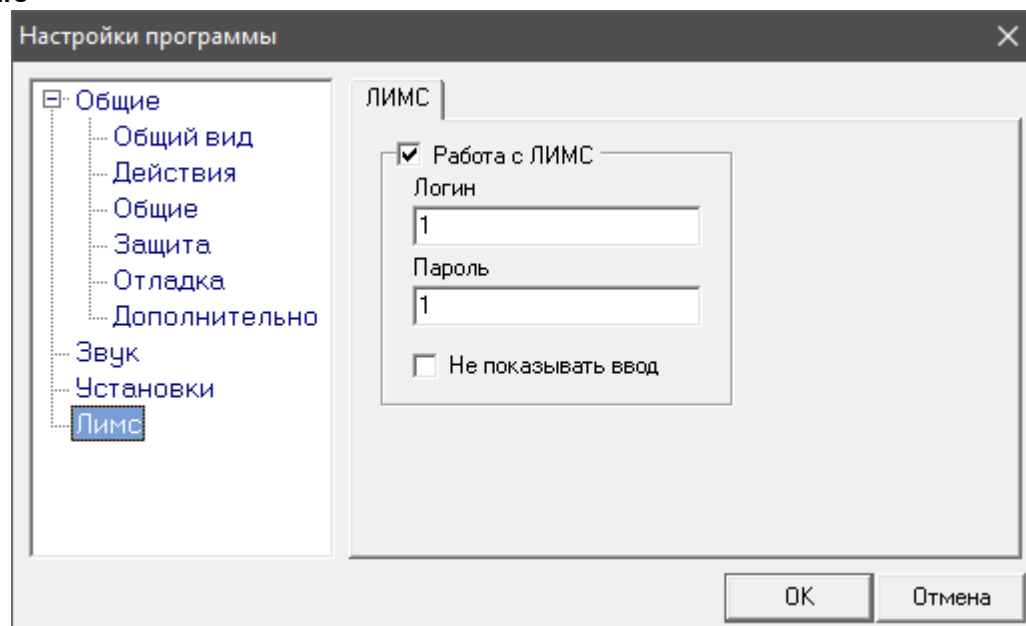 Настройки программы
Общие
Общий вид
Действия
Общие
Защита
Отладка
Дополнительно
Звук
Установки
Лимс
ЛИМС
Работа с ЛИМС
Логин
1
Пароль
1
Не показывать ввод
OK
Отмена